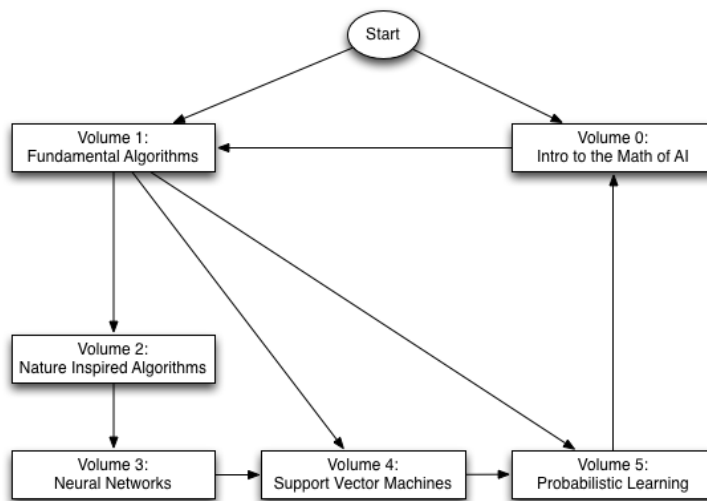 Start
Volume 1:
Fundamental Algorithms
Volume 0:
Intro to the Math of AI
Volume 2:
Nature Inspired Algorithms
Volume 3:
Neural Networks
Volume 4:
Support Vector Machines
Volume 5:
Probabilistic Learning